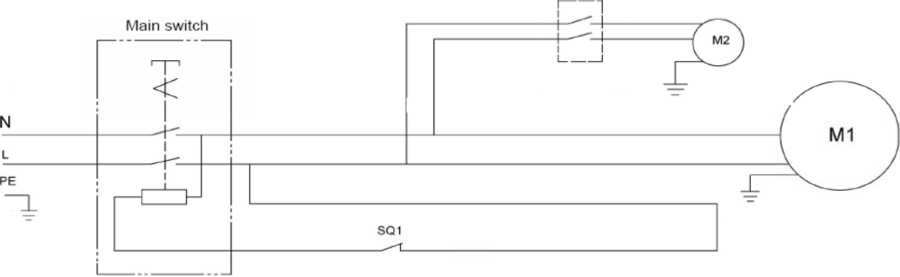 Main switch
M2
N
M1
L
PE
SQ1